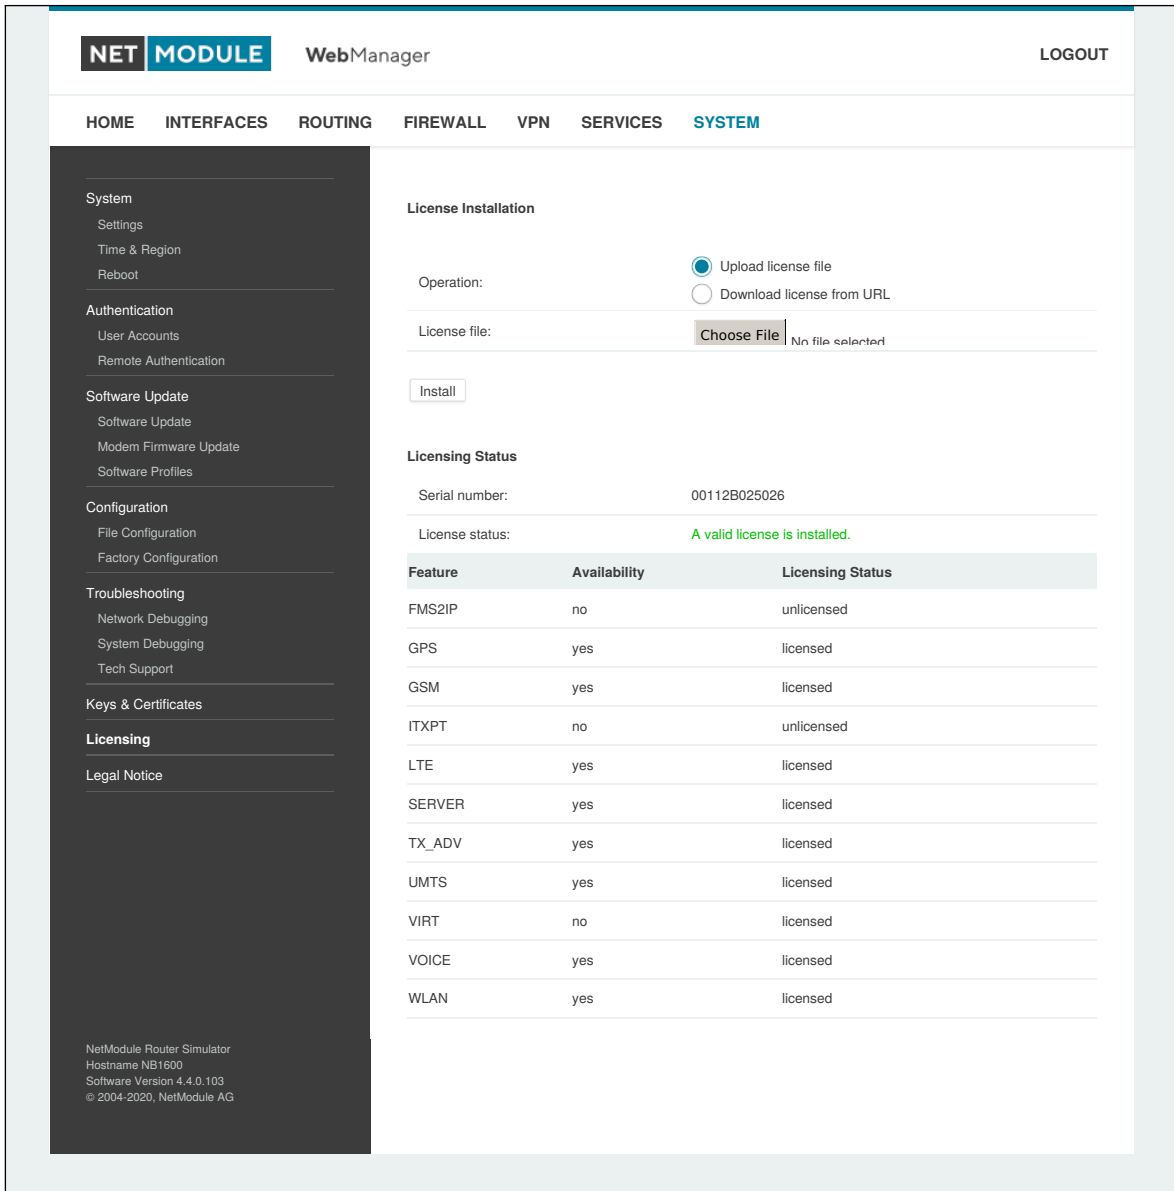 NET MODULE WebManager LOGOUT
HOME INTERFACES ROUTING FIREWALL VPN SERVICES SYSTEM
System
Settings
Time & Region
Reboot
Authentication
User Accounts
Remote Authentication
Software Update
Software Update
Modem Firmware Update
Software Profiles
Configuration
File Configuration
Factory Configuration
Troubleshooting
Network Debugging
System Debugging
Tech Support
Keys & Certificates
Licensing
Legal Notice
NetModule Router Simulator
Hostname NB1600
Software Version 4.4.0.103
© 2004-2020, NetModule AG
License Installation
Operation:
Upload license file
Download license from URL
License file: Choose File No file selected
Install
Licensing Status
Serial number: 00112B025026
License status: A valid license is installed.
Feature Availability Licensing Status
FMS2IP no unlicensed
GPS yes licensed
GSM yes licensed
ITXPT no unlicensed
LTE yes licensed
SERVER yes licensed
TX_ADV yes licensed
UMTS yes licensed
VIRT no licensed
VOICE yes licensed
WLAN yes licensed